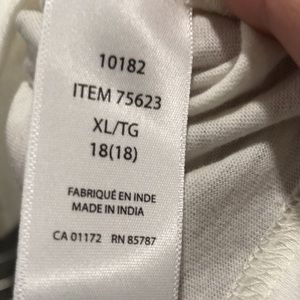 10182
ITEM 75623
XL/TG
18(18)
FABRIQUÉ EN INDE
MADE IN INDIA
CA 01172 RN 85787